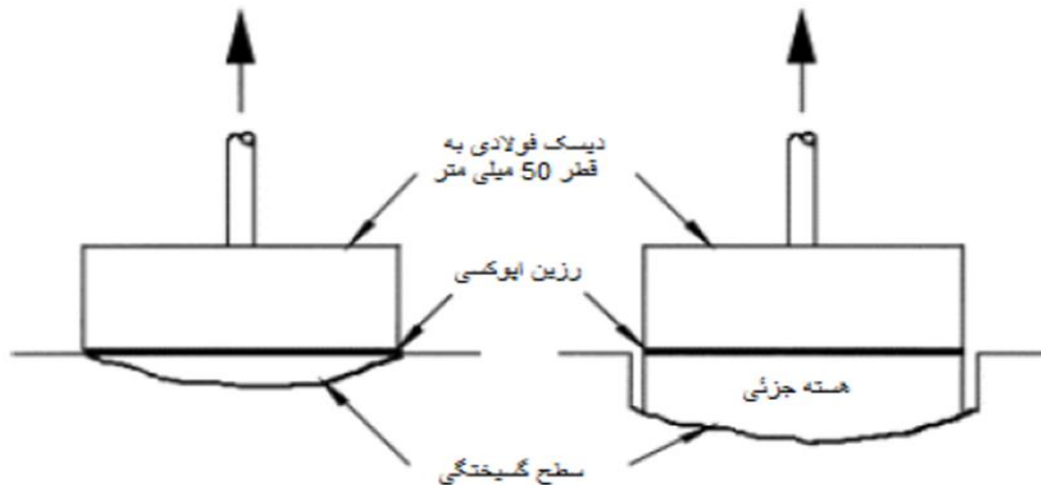 دیسک فولادی به
قطر 50 میلی متر
رزین اپوکسی
هسته جزئی
سطح گسیختگی